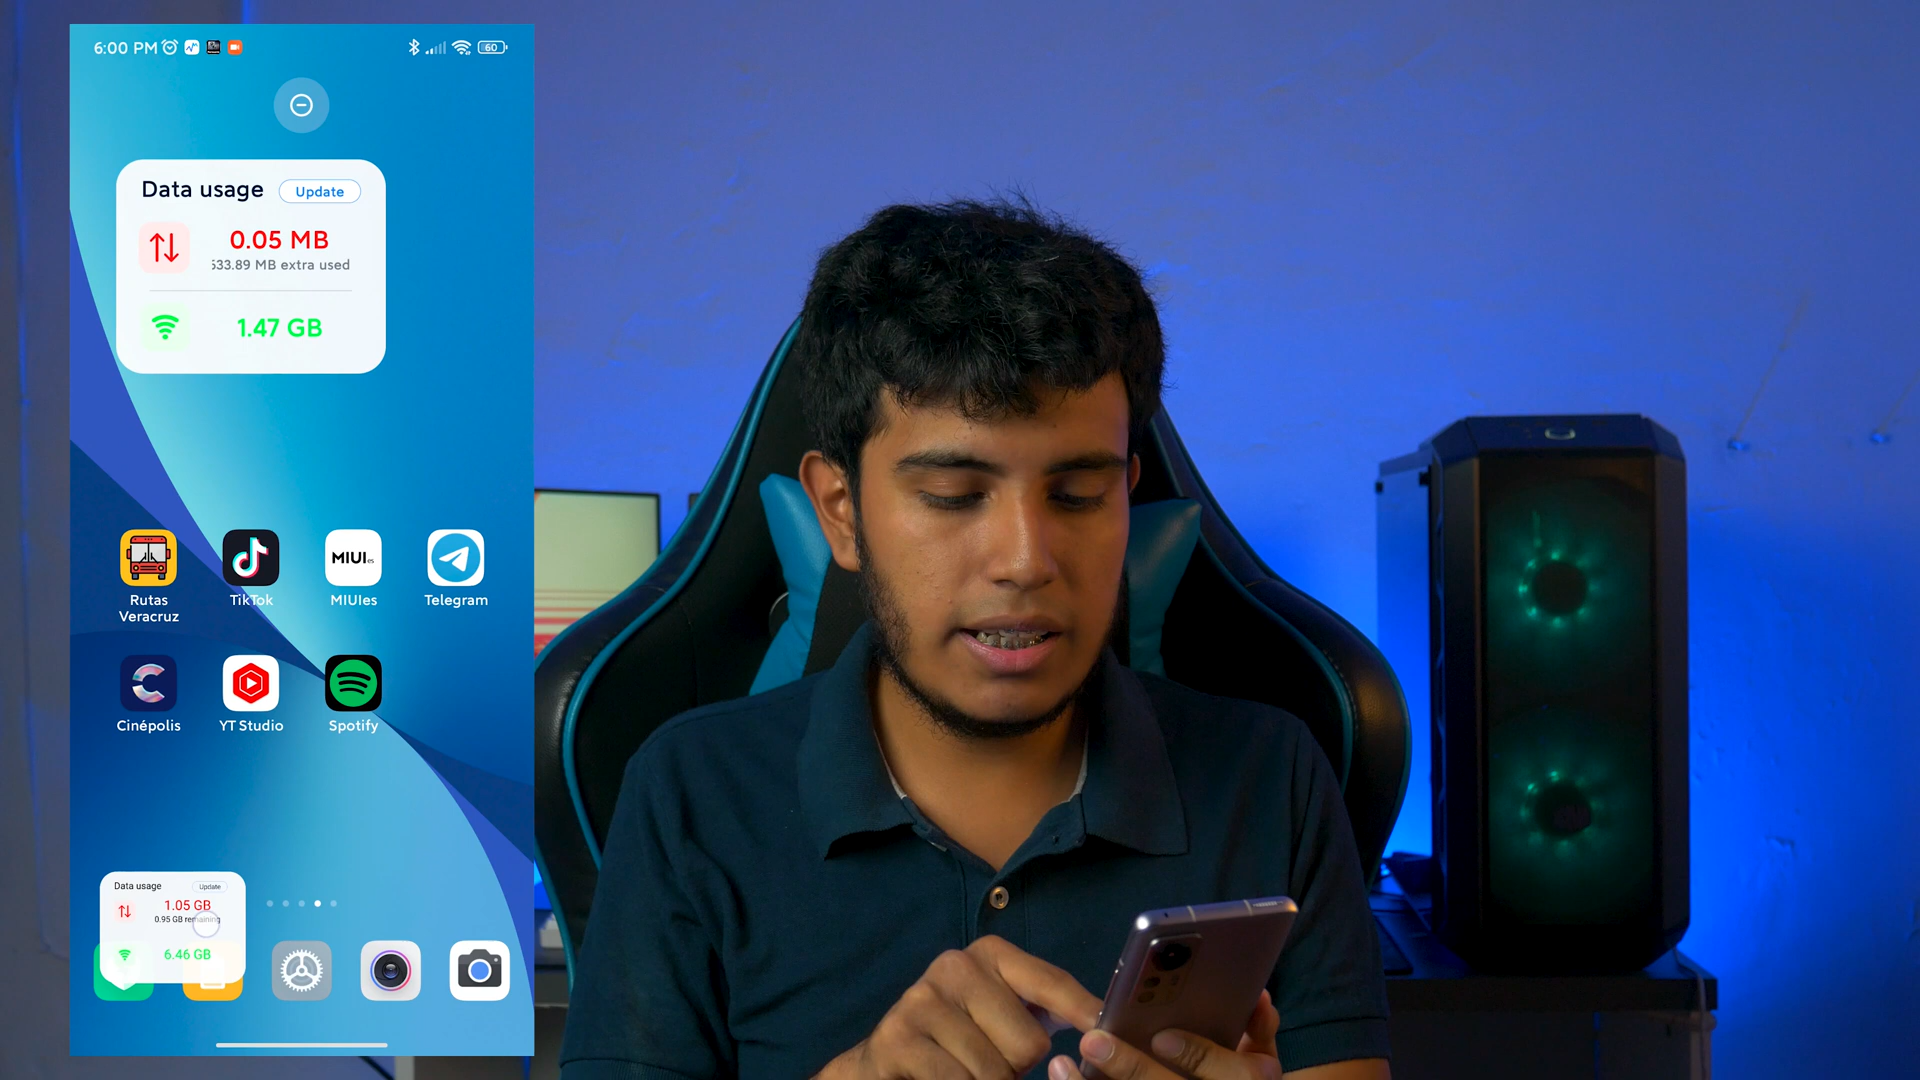 6:00 PM
60
Data usage
Update
0.05 MB
533.89 MB extra used
1.47 GB
Rutas
Veracruz
TikTok
MIUIes
MIUIes
Telegram
Cinépolis
YT Studio
Spotify
Data usage
Update
1.05 GB
0.95 GB remaining
6.46 GB